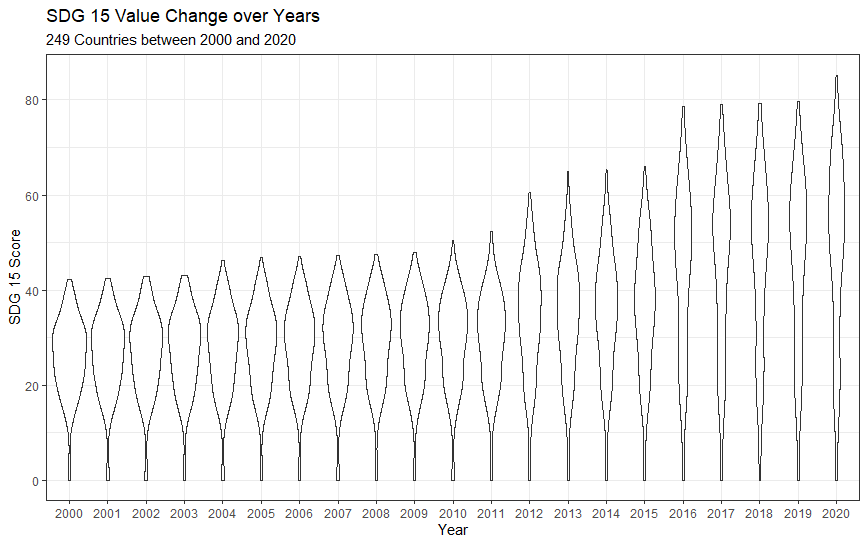 SDG 15 Value Change over Years
249 Countries between 2000 and 2020
SDG 15 Score
80
60
40
20
0
2000 2001 2002 2003 2004 2005 2006 2007 2008 2009 2010 2011 2012 2013 2014 2015 2016 2017 2018 2019 2020
Year